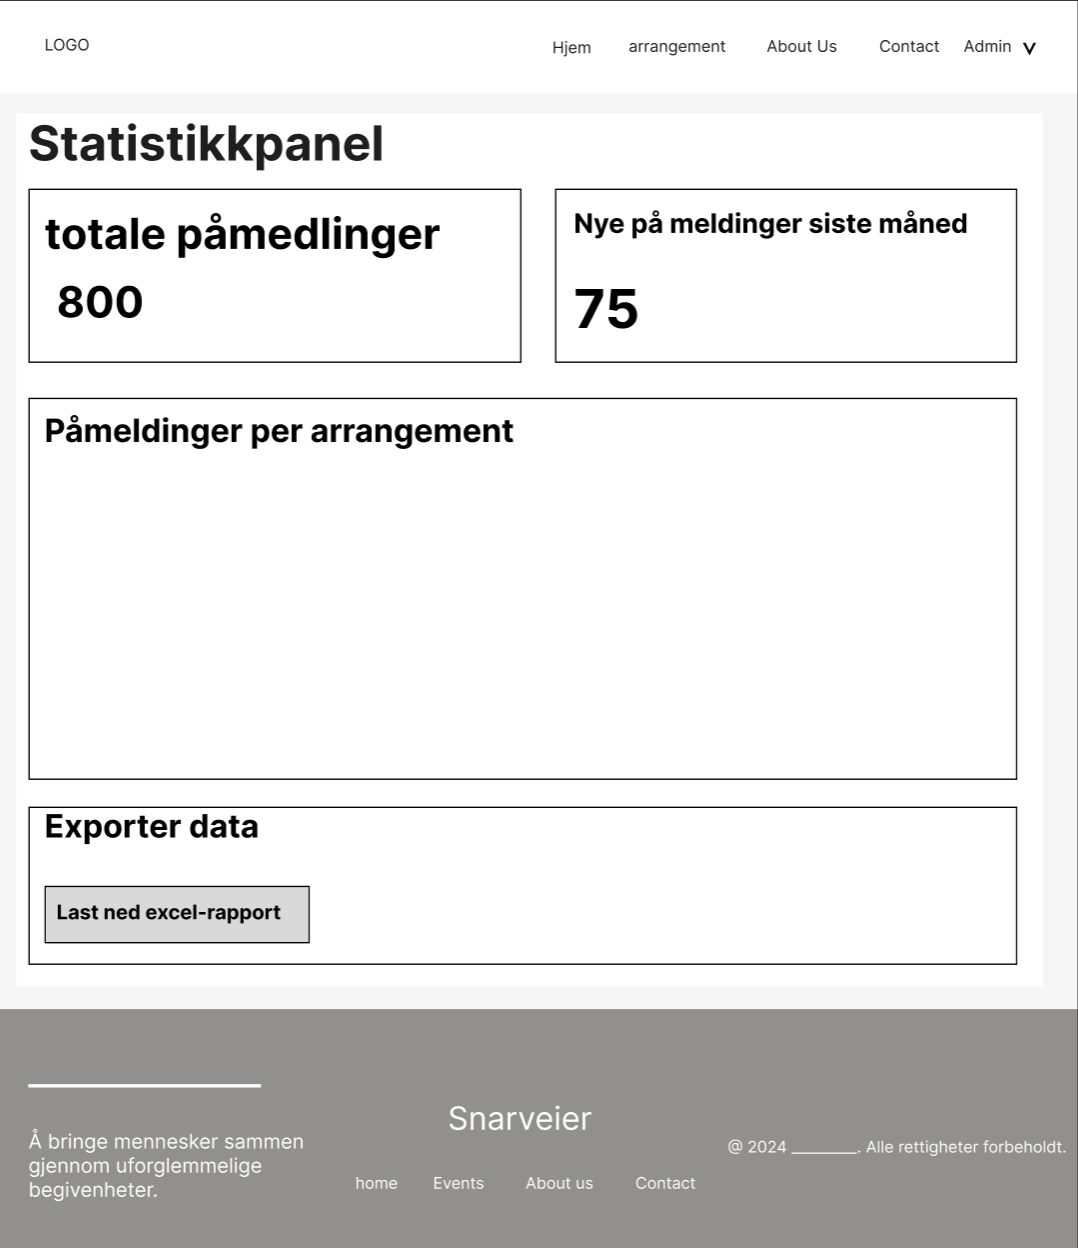 LOGO
Hjem arrangement About Us Contact Admin
Statistikkpanel
totale påmedlinger
800
Nye på meldinger siste måned
75
Påmeldinger per arrangement
Exporter data
Last ned excel-rapport
Å bringe mennesker sammen
gjennom uforglemmelige
begivenheter.
Snarveier
home Events About us Contact
@ 2024 ________. Alle rettigheter forbeholdt.